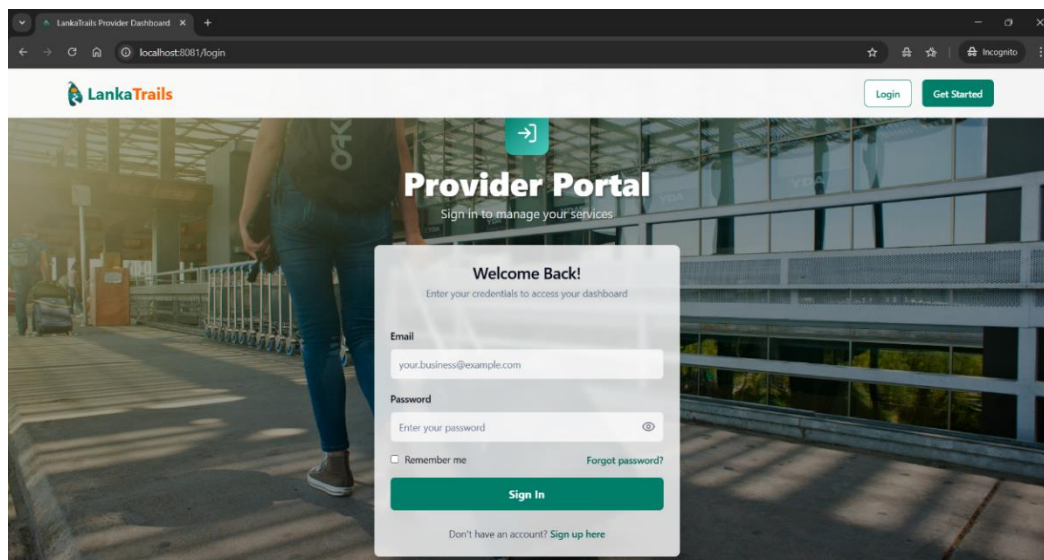 LankaTrails Provider Dashboard
localhost:8081/login
Incognito
LankaTrails
Login
Get Started
Provider Portal
Sign in to manage your services
Welcome Back!
Enter your credentials to access your dashboard
Email
your.business@example.com
Password
Enter your password
Remember me
Forgot password?
Sign In
Don't have an account? Sign up here